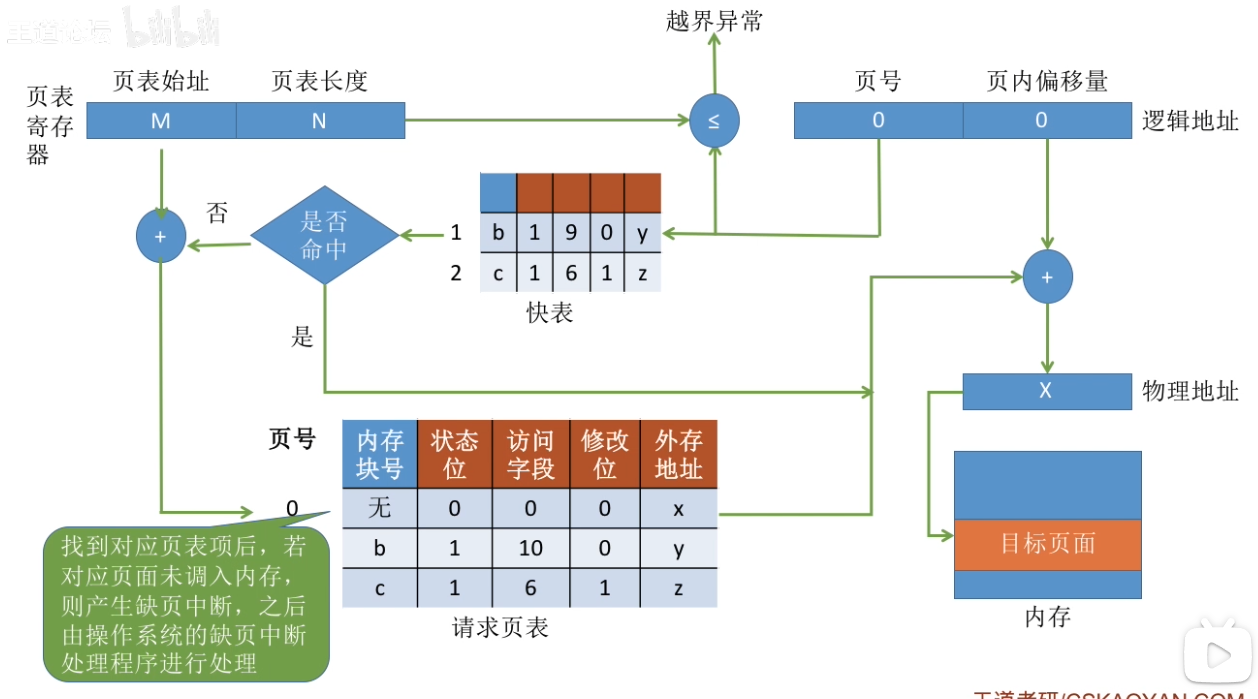 王道论坛 bilibili
越界异常
页表始址 页表长度
页号 页内偏移量
页表
寄存
器
M N
≤
0 0 逻辑地址
否
是否
命中
+
1 b 1 9 0 y
2 c 1 6 1 z
快表
+
是
X 物理地址
页号
内存
块号
状态
位
访问
字段
修改
位
外存
地址
0 无 0 0 0 x
b 1 10 0 y
c 1 6 1 z
请求页表
找到对应页表项后，若
对应页面未调入内存，
则产生缺页中断，之后
由操作系统的缺页中断
处理程序进行处理
目标页面
内存
王道考研/CSKAOYAN.COM